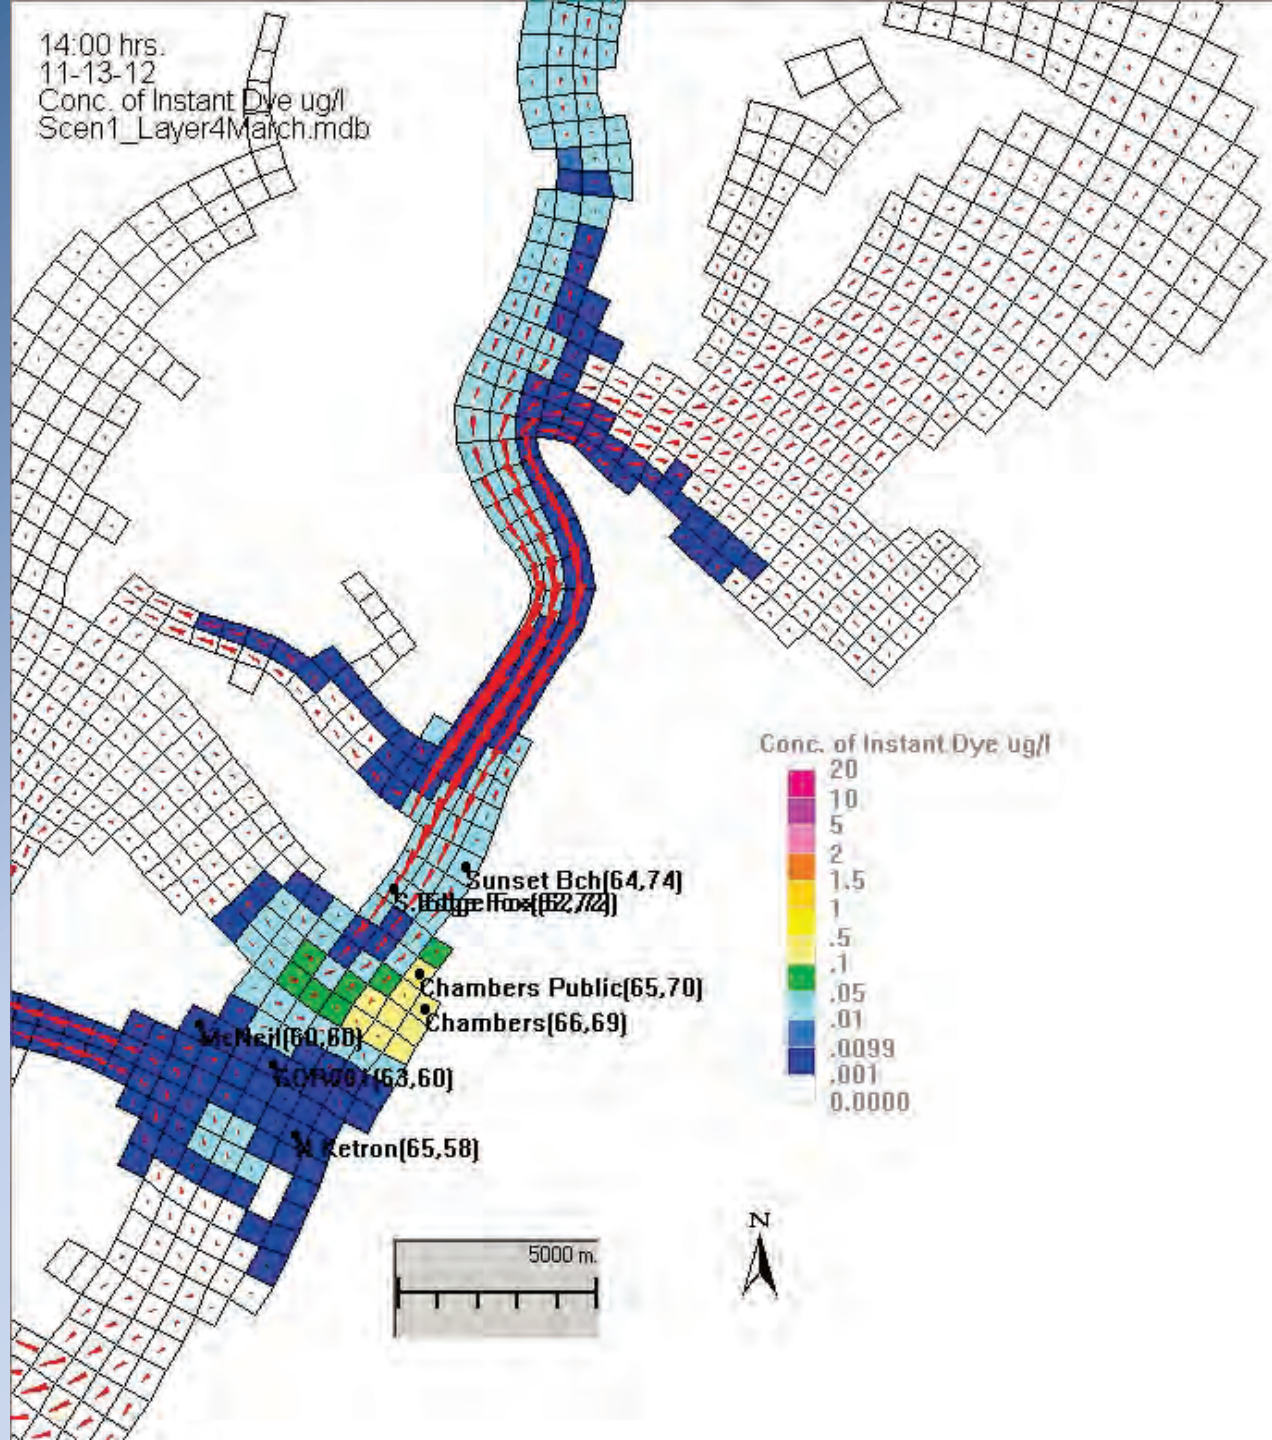 14:00 hrs.
11-13-12
Conc. of Instant Dye ug/l
Scen1_Layer4March.mdb
Conc. of Instant Dye ug/l
20
10
5
2
1.5
1
.5
.1
.05
.01
.0099
.001
0.0000
Sunset Bch(64,74)
Chambers Public(65,70)
Chambers(66,69)
McNeil(60,60)
(63,60)
N Ketron(65,58)
5000 m.
N